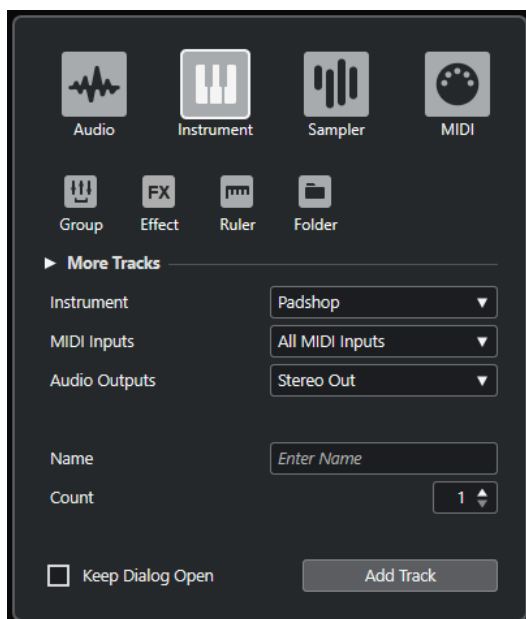 Audio Instrument Sampler MIDI
FX
Group Effect Ruler Folder
More Tracks
Instrument Padshop
MIDI Inputs All MIDI Inputs
Audio Outputs Stereo Out
Name Enter Name
Count 1
Keep Dialog Open Add Track